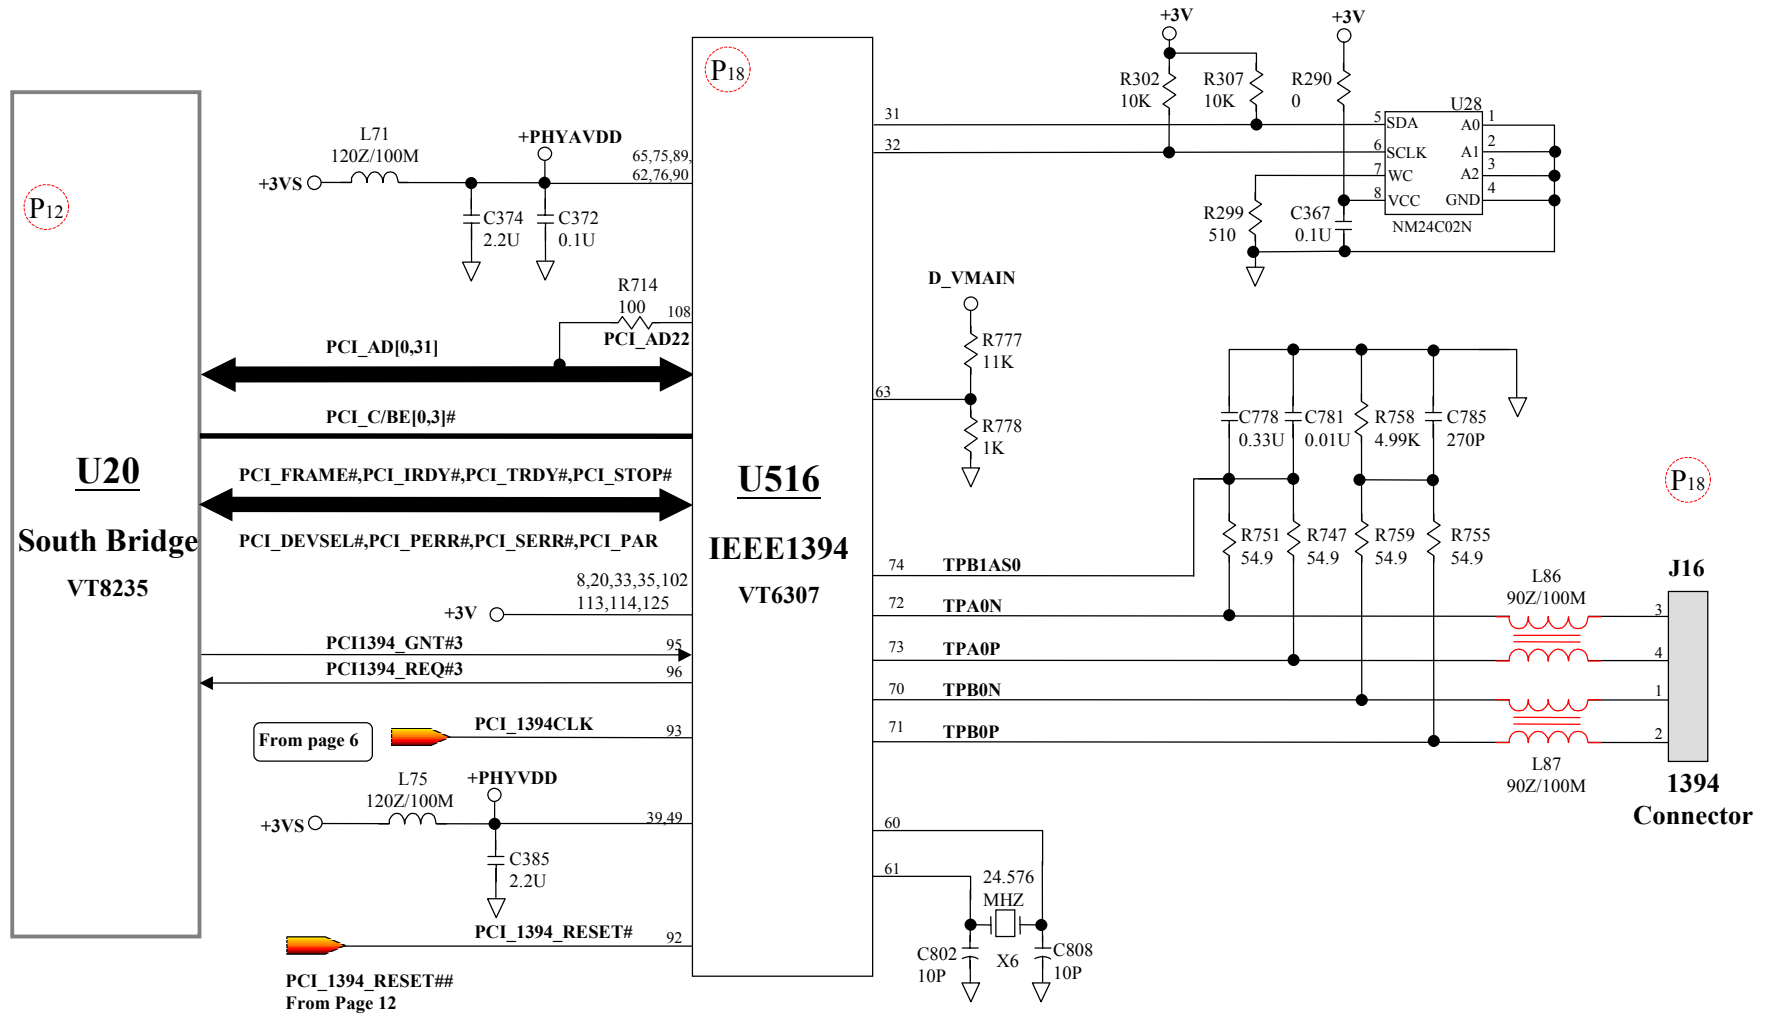 P12
U20
South Bridge
VT8235
L71
120Z/100M
+3VS
+PHYAVDD
65,75,89,
62,76,90
C374
2.2U
C372
0.1U
R714
100
108
PCI_AD22
PCI_AD[0,31]
PCI_C/BE[0,3]#
PCI_FRAME#,PCI_IRDY#,PCI_TRDY#,PCI_STOP#
PCI_DEVSEL#,PCI_PERR#,PCI_SERR#,PCI_PAR
8,20,33,35,102
113,114,125
+3V
PCI1394_GNT#3
95
PCI1394_REQ#3
96
From page 6
PCI_1394CLK
93
L75
120Z/100M
+PHYVDD
+3VS
39,49
C385
2.2U
PCI_1394_RESET#
92
PCI_1394_RESET##
From Page 12
P18
U516
IEEE1394
VT6307
31
32
+3V
R302
10K
R307
10K
+3V
R290
0
U28
5
SDA
6
SCLK
7
WC
8
VCC
A0
1
A1
2
A2
3
GND
4
NM24C02N
R299
510
C367
0.1U
D_VMAIN
R777
11K
63
R778
1K
C778
0.33U
C781
0.01U
R758
4.99K
C785
270P
R751
54.9
R747
54.9
R759
54.9
R755
54.9
74
TPB1AS0
72
TPA0N
73
TPA0P
70
TPB0N
71
TPB0P
L86
90Z/100M
L87
90Z/100M
P18
J16
3
4
1
2
1394
Connector
60
61
24.576
MHZ
X6
C802
10P
C808
10P